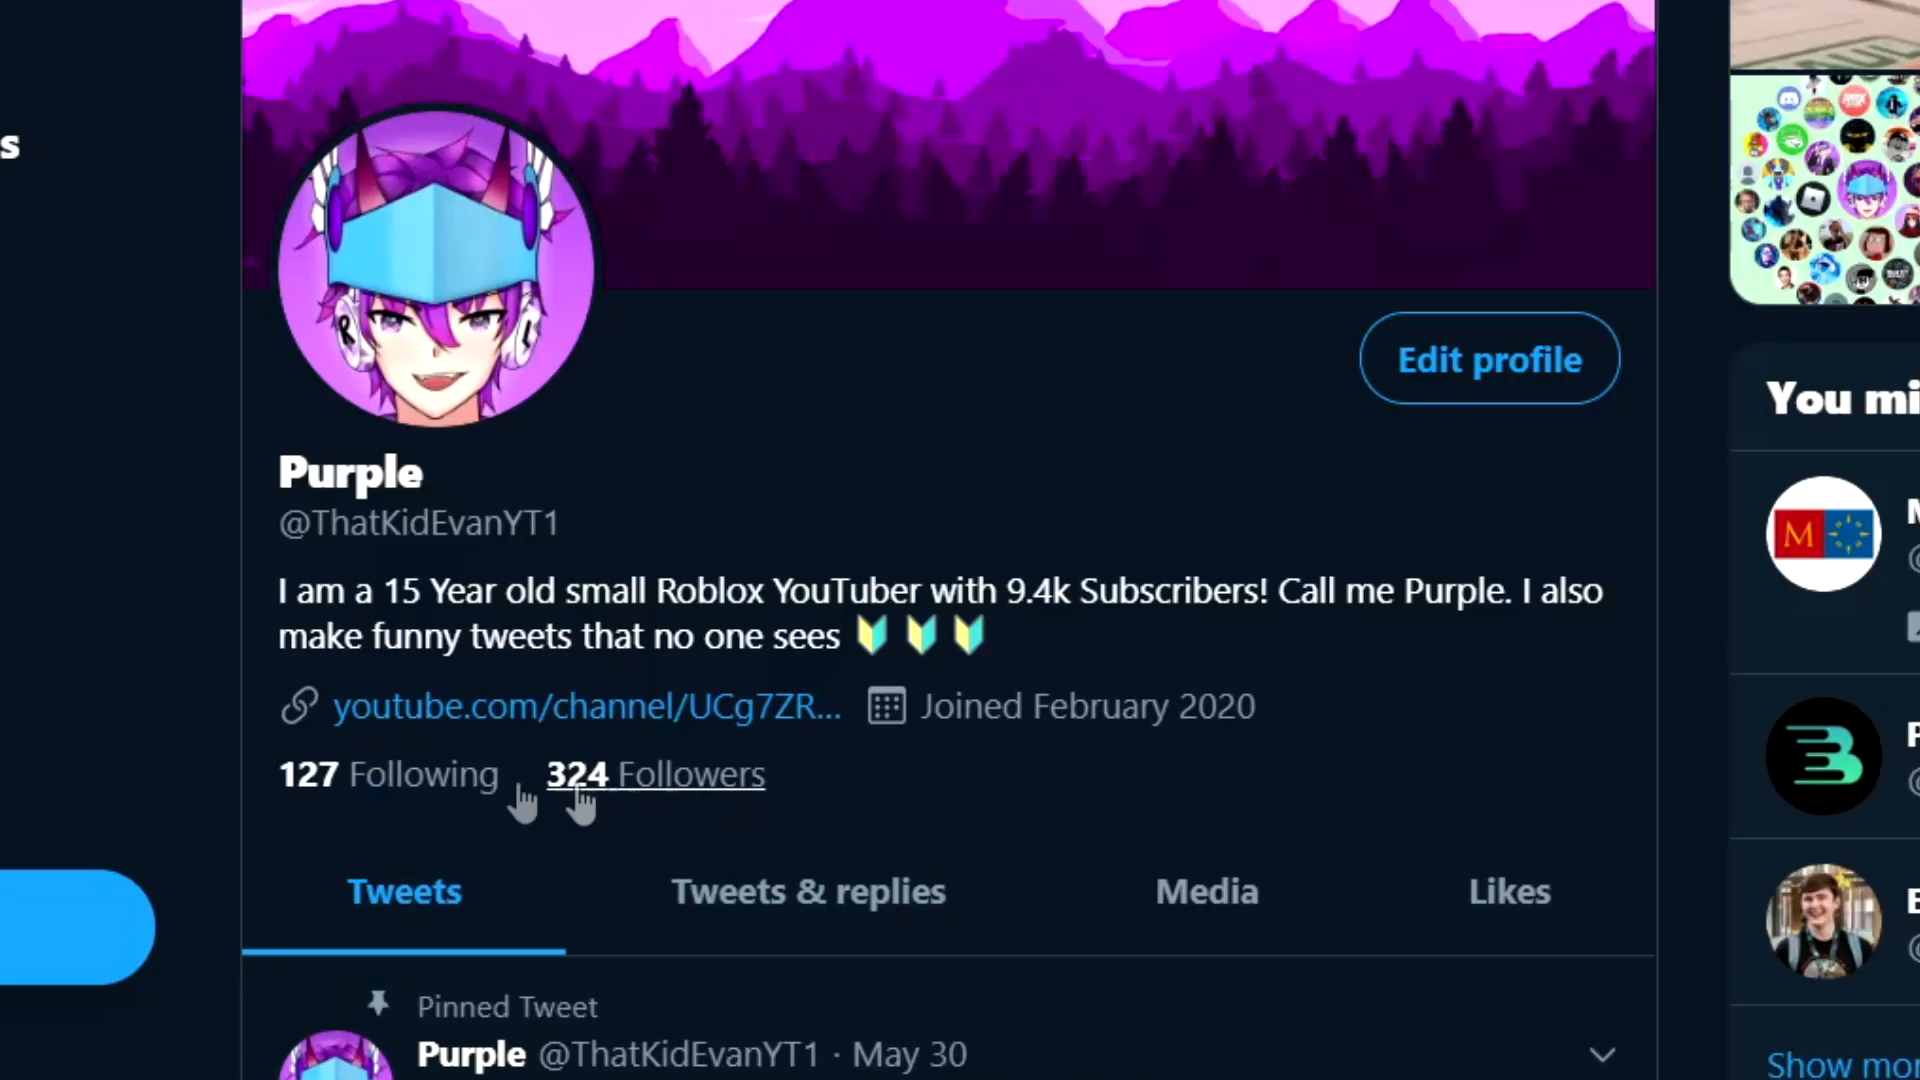 s
Edit profile
Purple
@ThatKidEvanYT1
I am a 15 Year old small Roblox YouTuber with 9.4k Subscribers! Call me Purple. I also
make funny tweets that no one sees 🔰 🔰 🔰
youtube.com/channel/UCg7ZR... Joined February 2020
127 Following 324 Followers
Tweets Tweets & replies Media Likes
Pinned Tweet
Purple @ThatKidEvanYT1 · May 30
R
L
You mi
M
Show mor